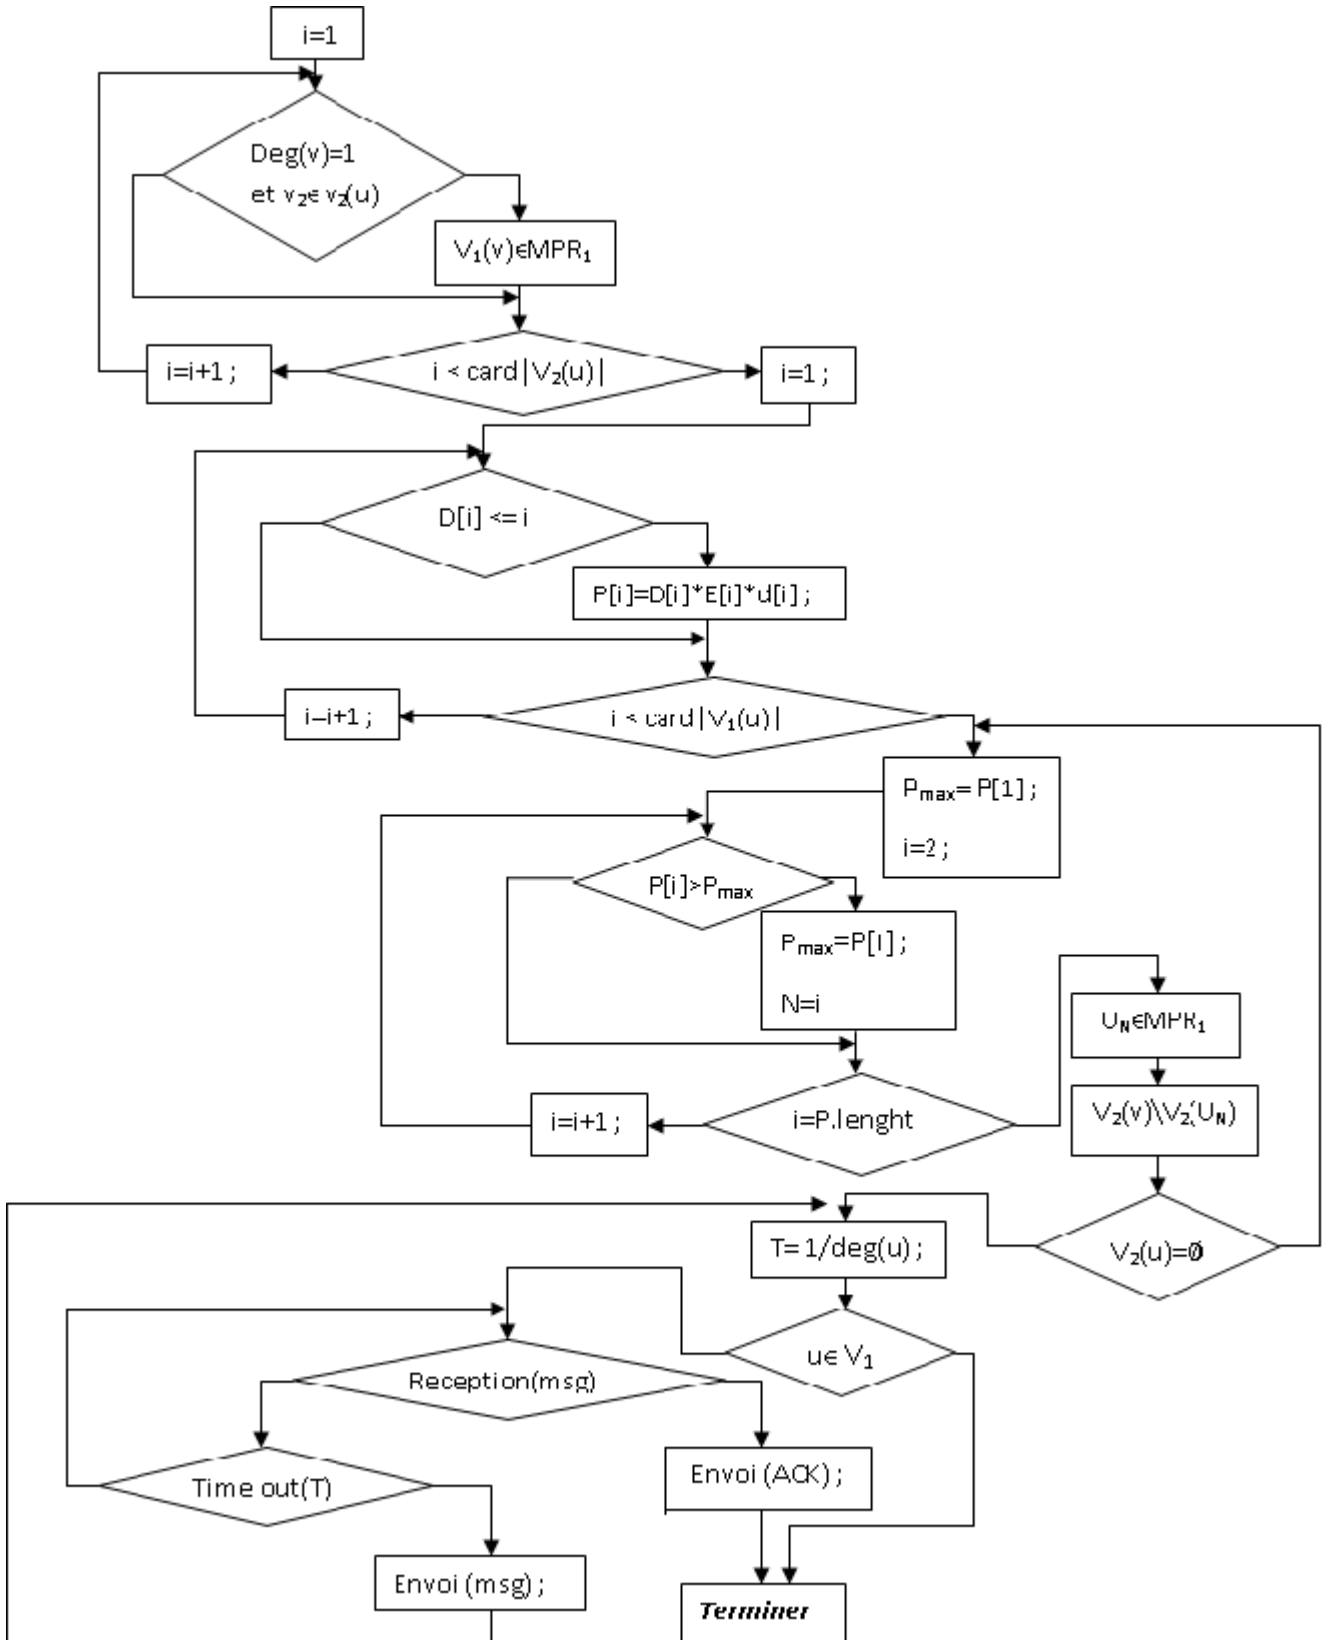 i=1
Deg(v)=1
et v₂∈v₂(u)
V₁(v)∈MPR₁
i=i+1 ;
i < card|V₂(u)|
i=1 ;
D[i] <= i
P[i]=D[i]*E[i]*d[i] ;
i=i+1 ;
i < card|V₁(u)|
Pmax= P[1] ;
i=2 ;
P[i]>Pmax
Pmax=P[I] ;
N=i
U_N∈MPR₁
i=i+1 ;
i=P.lenght
V₂(v)\V₂(U_N)
T= 1/deg(u) ;
V₂(u)=∅
u∈ V₁
Reception(msg)
Time out(T)
Envoi (ACK) ;
Envoi (msg) ;
Terminer